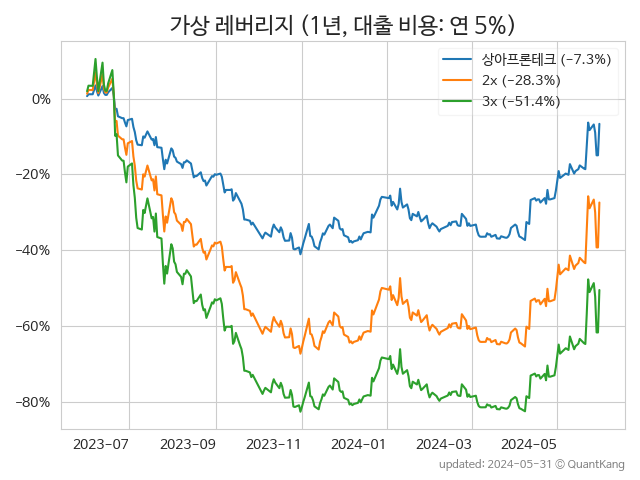 가상 레버리지 (1년, 대출 비용: 연 5%)
상아프론테크 (−7.3%)
2x (−28.3%)
3x (−51.4%)
0%
−20%
−40%
−60%
−80%
2023−07 2023−09 2023−11 2024−01 2024−03 2024−05
updated: 2024-05-31 © QuantKang